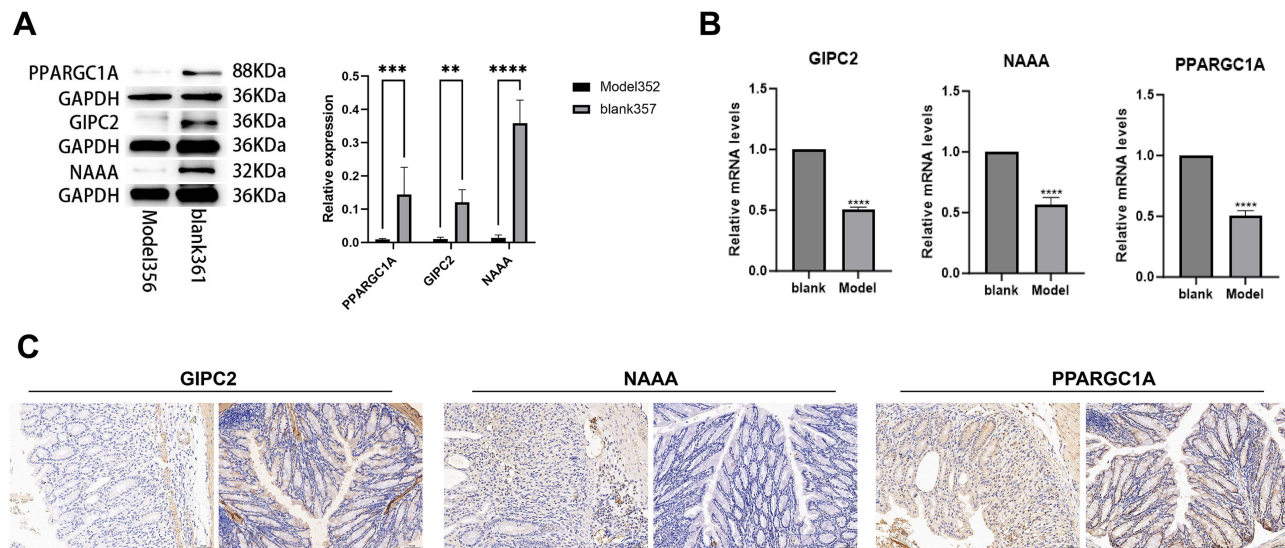 A
PPARGC1A 88KDa
GAPDH 36KDa
GIPC2 36KDa
GAPDH 36KDa
NAAA 32KDa
GAPDH 36KDa
Model356
blank361
Relative expression
0.5
0.4
0.3
0.2
0.1
0.0
*** ** ****
PPARGC1A
GIPC2
NAAA
Model352
blank357
B
GIPC2
Relative mRNA levels
1.5
1.0
0.5
0.0
****
blank Model
NAAA
Relative mRNA levels
1.5
1.0
0.5
0.0
****
blank Model
PPARGC1A
Relative mRNA levels
1.5
1.0
0.5
0.0
****
blank Model
C
GIPC2
NAAA
PPARGC1A